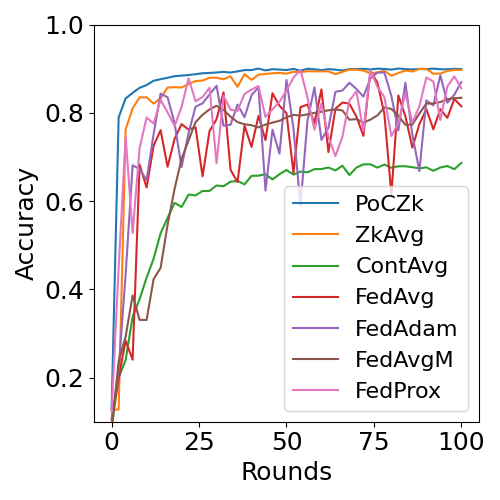 1.0
0.8
0.6
0.4
0.2
Accuracy
PoCZk
ZkAvg
ContAvg
FedAvg
FedAdam
FedAvgM
FedProx
0
25
50
75
100
Rounds